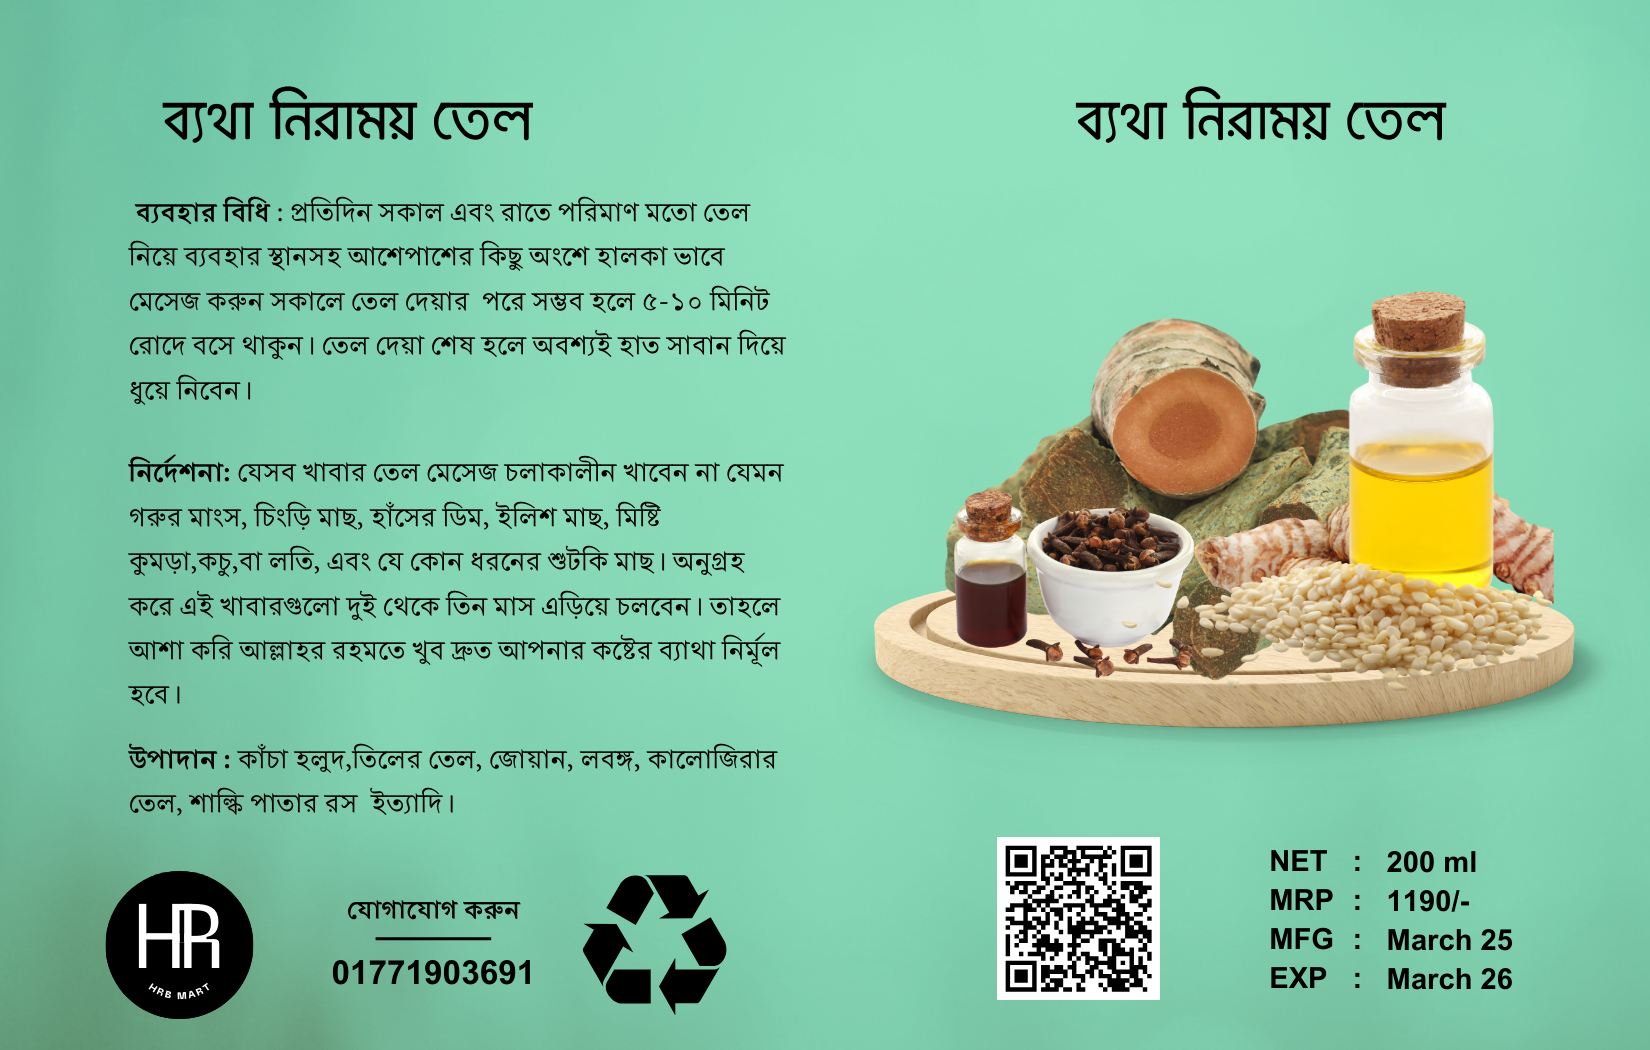 ব্যথা নিরাময় তেল
ব্যবহার বিধি : প্রতিদিন সকাল এবং রাতে পরিমাণ মতো তেল
নিয়ে ব্যবহার স্থানসহ আশেপাশের কিছু অংশে হালকা ভাবে
মেসেজ করুন সকালে তেল দেয়ার পরে সম্ভব হলে ৫-১০ মিনিট
রোদে বসে থাকুন। তেল দেয়া শেষ হলে অবশ্যই হাত সাবান দিয়ে
ধুয়ে নিবেন।
নির্দেশনা: যেসব খাবার তেল মেসেজ চলাকালীন খাবেন না যেমন
গরুর মাংস, চিংড়ি মাছ, হাঁসের ডিম, ইলিশ মাছ, মিষ্টি
কুমড়া,কচু,বা লতি, এবং যে কোন ধরনের শুটকি মাছ। অনুগ্রহ
করে এই খাবারগুলো দুই থেকে তিন মাস এড়িয়ে চলবেন। তাহলে
আশা করি আল্লাহর রহমতে খুব দ্রুত আপনার কষ্টের ব্যাথা নির্মূল
হবে।
উপাদান : কাঁচা হলুদ,তিলের তেল, জোয়ান, লবঙ্গ, কালোজিরার
তেল, শাল্কি পাতার রস ইত্যাদি।
HR
HRB MART
যোগাযোগ করুন
01771903691
ব্যথা নিরাময় তেল
NET : 200 ml
MRP : 1190/-
MFG : March 25
EXP : March 26